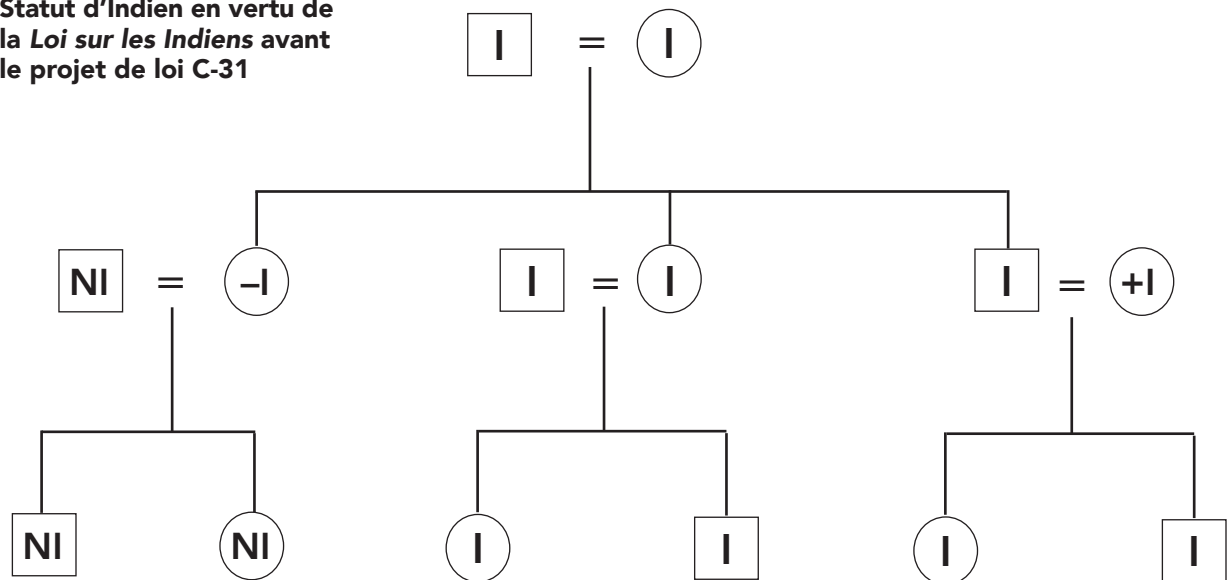 Statut d’Indien en vertu de
la Loi sur les Indiens avant
le projet de loi C-31
I = I
NI = –I I = I I = +I
NI NI I I I I